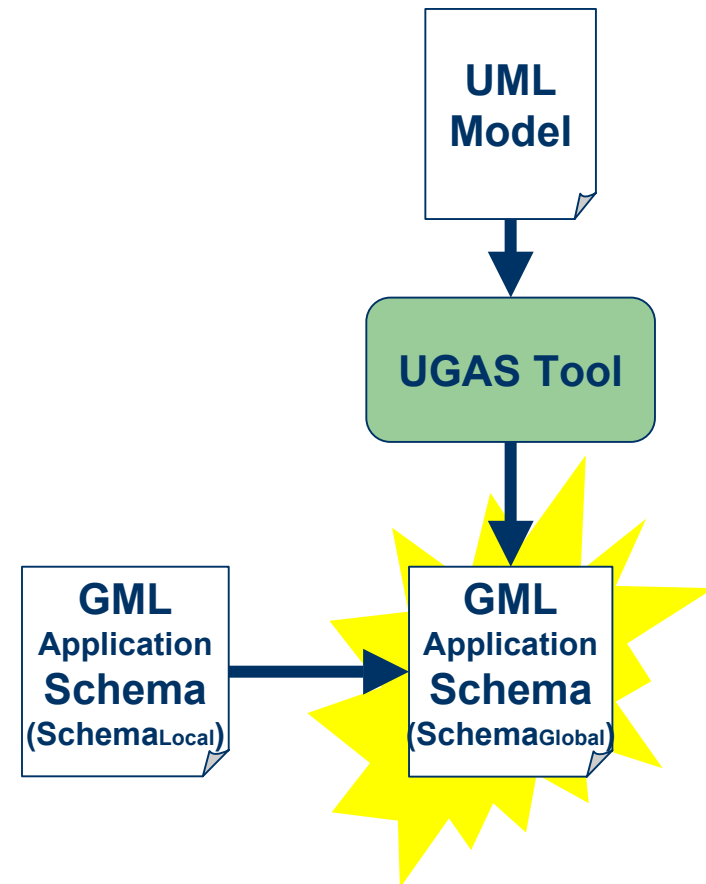 UML
Model
UGAS Tool
GML
Application
Schema
(SchemaLocal)
GML
Application
Schema
(SchemaGlobal)